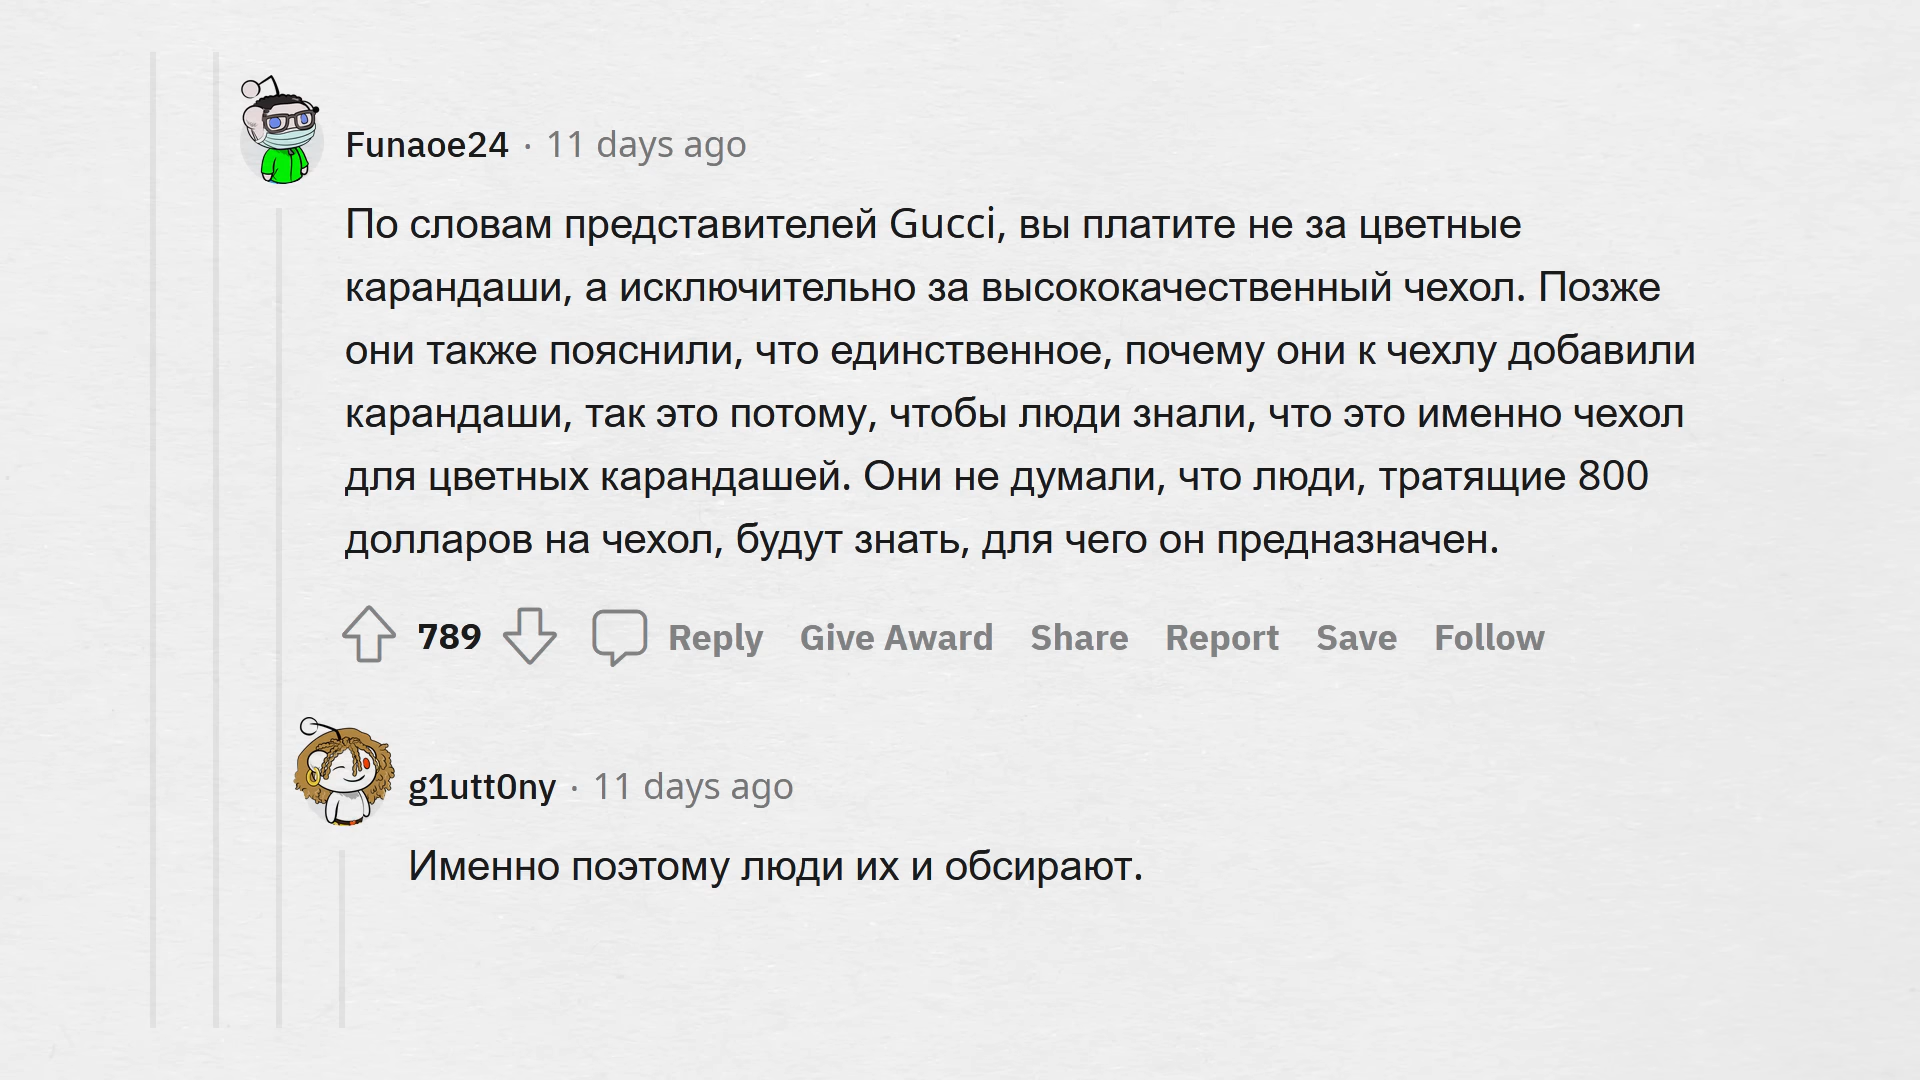 Funaoe24 · 11 days ago
По словам представителей Gucci, вы платите не за цветные
карандаши, а исключительно за высококачественный чехол. Позже
они также пояснили, что единственное, почему они к чехлу добавили
карандаши, так это потому, чтобы люди знали, что это именно чехол
для цветных карандашей. Они не думали, что люди, тратящие 800
долларов на чехол, будут знать, для чего он предназначен.
789 Reply Give Award Share Report Save Follow
g1utt0ny · 11 days ago
Именно поэтому люди их и обсирают.